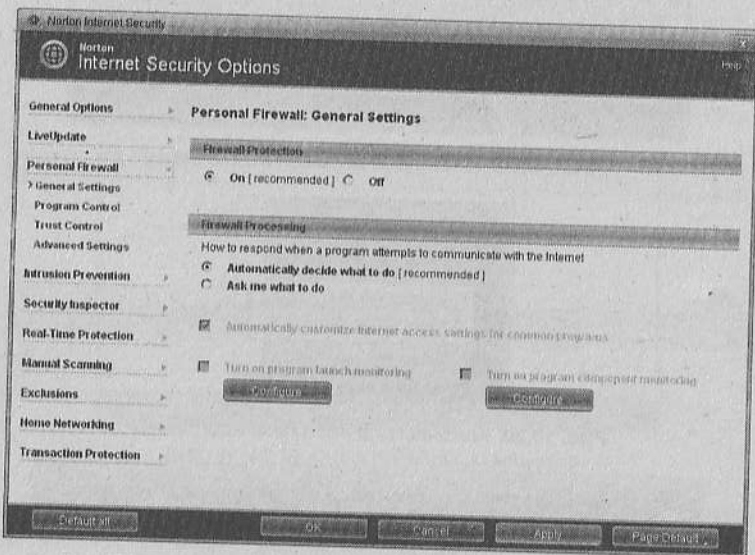 Norton Internet Security
Norton
Internet Security Options
Help
General Options
LiveUpdate
Personal Firewall
> General Settings
Program Control
Trust Control
Advanced Settings
Intrusion Prevention
Security Inspector
Real-Time Protection
Manual Scanning
Exclusions
Home Networking
Transaction Protection
Personal Firewall: General Settings
Firewall Protection
On [recommended] Off
Firewall Processing
How to respond when a program attempts to communicate with the Internet
Automatically decide what to do [recommended]
Ask me what to do
Automatically customize Internet access settings for common programs
Turn on program launch monitoring
Configure
Turn on program component monitoring
Configure
Default all
OK
Cancel
Apply
Page Default